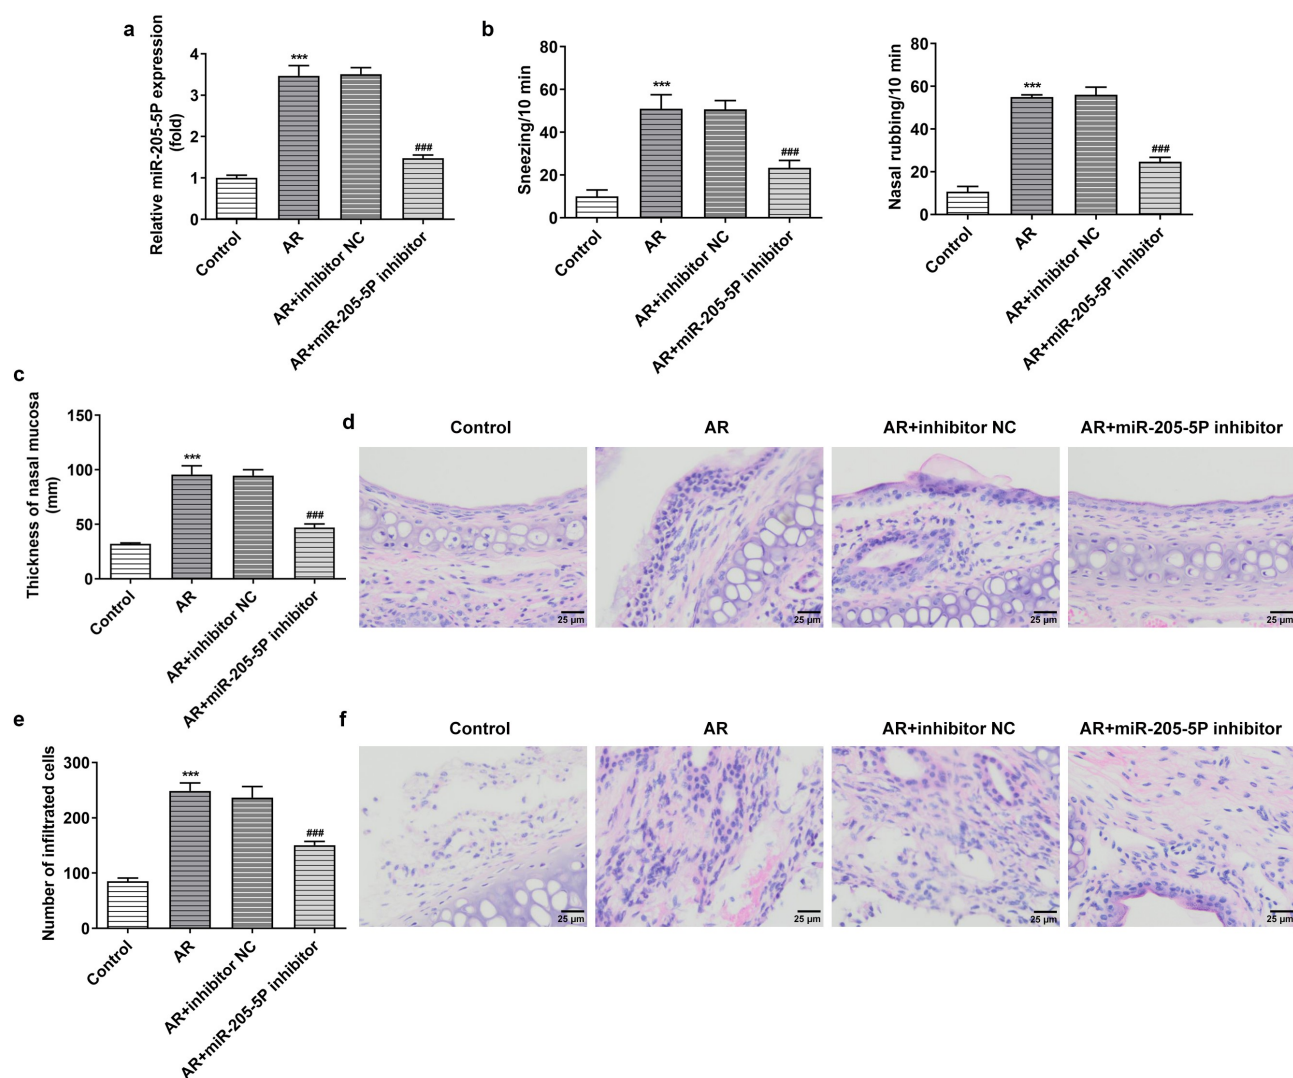 a
Relative miR-205-5P expression
(fold)
4
3
2
1
0
***
###
Control
AR
AR+inhibitor NC
AR+miR-205-5P inhibitor
b
Sneezing/10 min
80
60
40
20
0
***
###
Control
AR
AR+inhibitor NC
AR+miR-205-5P inhibitor
Nasal rubbing/10 min
80
60
40
20
0
***
###
Control
AR
AR+inhibitor NC
AR+miR-205-5P inhibitor
c
Thickness of nasal mucosa
(mm)
150
100
50
0
***
###
Control
AR
AR+inhibitor NC
AR+miR-205-5P inhibitor
d
Control
AR
AR+inhibitor NC
AR+miR-205-5P inhibitor
25 μm
25 μm
25 μm
25 μm
e
Number of infiltrated cells
300
200
100
0
***
###
Control
AR
AR+inhibitor NC
AR+miR-205-5P inhibitor
f
Control
AR
AR+inhibitor NC
AR+miR-205-5P inhibitor
25 μm
25 μm
25 μm
25 μm